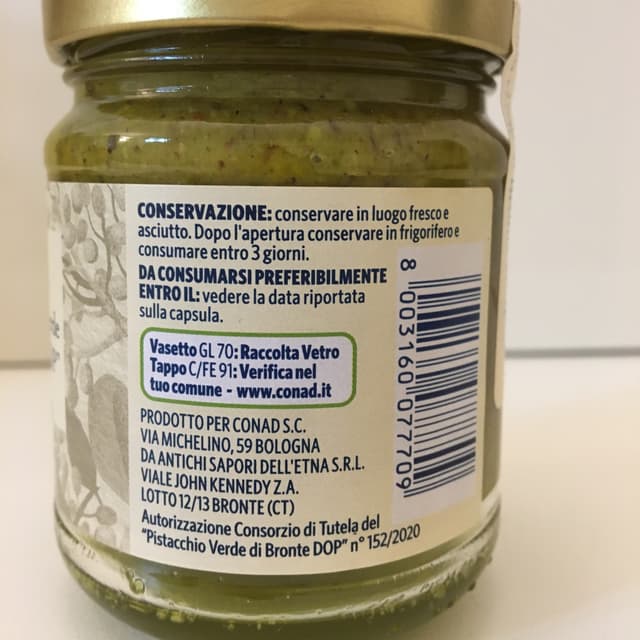 CONSERVAZIONE: conservare in luogo fresco e
asciutto. Dopo l'apertura conservare in frigorifero e
consumare entro 3 giorni.
DA CONSUMARSI PREFERIBILMENTE
ENTRO IL: vedere la data riportata
sulla capsula.
Vasetto GL 70: Raccolta Vetro
Tappo C/FE 91: Verifica nel
tuo comune - www.conad.it
PRODOTTO PER CONAD S.C.
VIA MICHELINO, 59 BOLOGNA
DA ANTICHI SAPORI DELL'ETNA S.R.L.
VIALE JOHN KENNEDY Z.A.
LOTTO 12/13 BRONTE (CT)
Autorizzazione Consorzio di Tutela del
"Pistacchio Verde di Bronte DOP" n° 152/2020
8 003160 077709